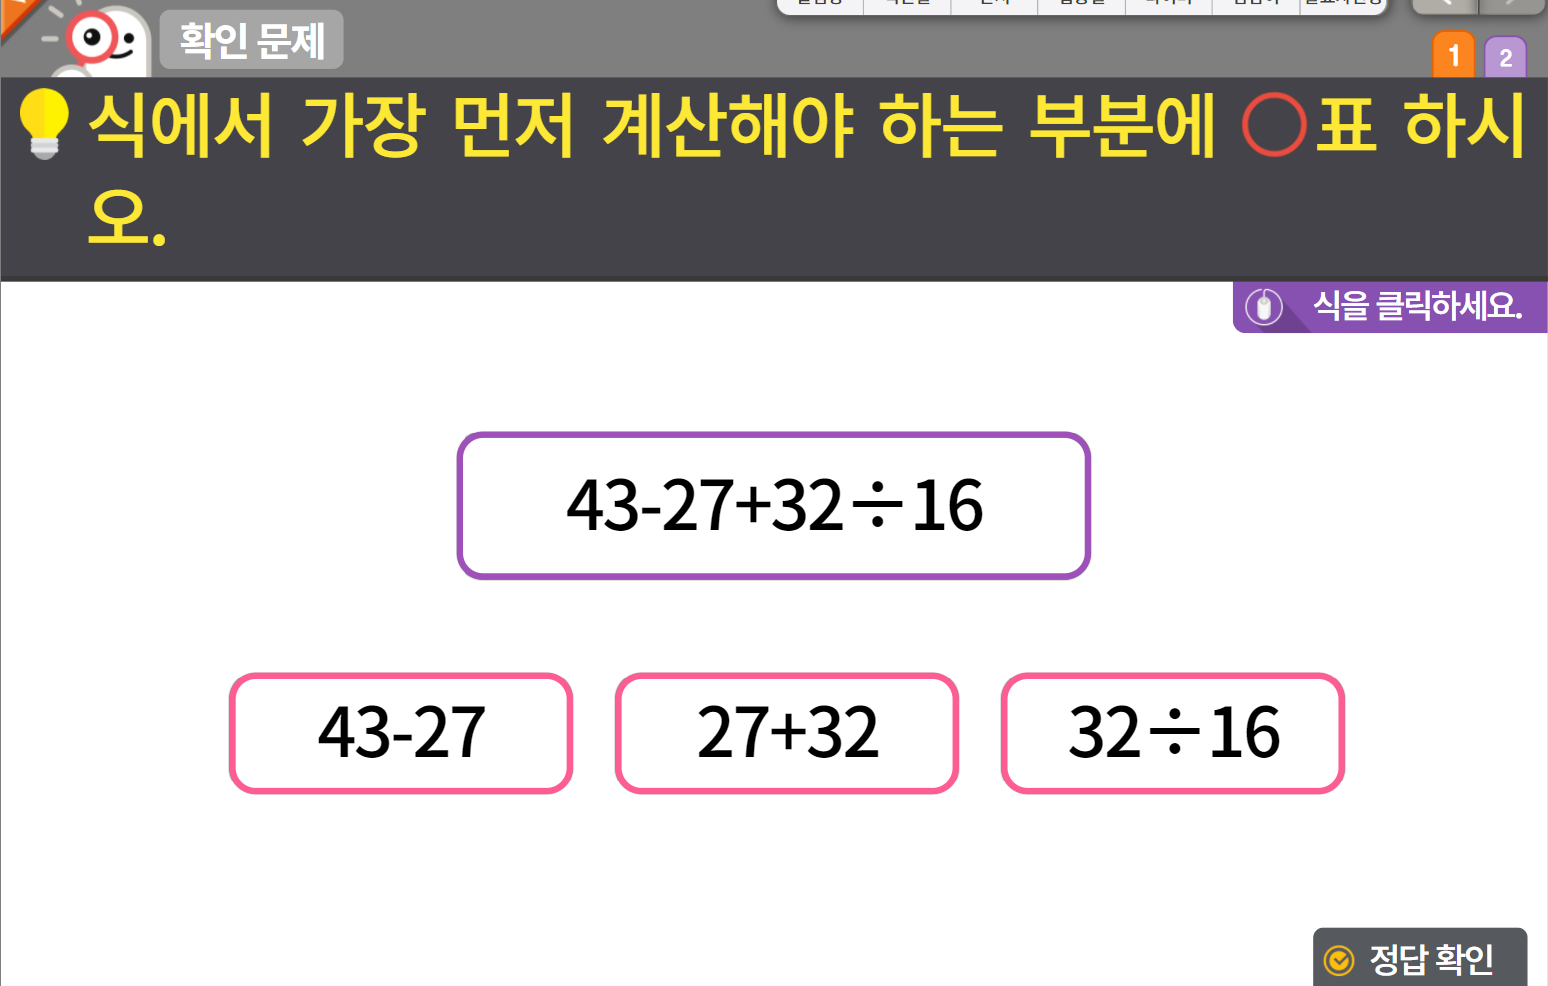 확인 문제
1
2
식에서 가장 먼저 계산해야 하는 부분에 ○표 하시
오.
식을 클릭하세요.
43-27+32÷16
43-27
27+32
32÷16
정답 확인